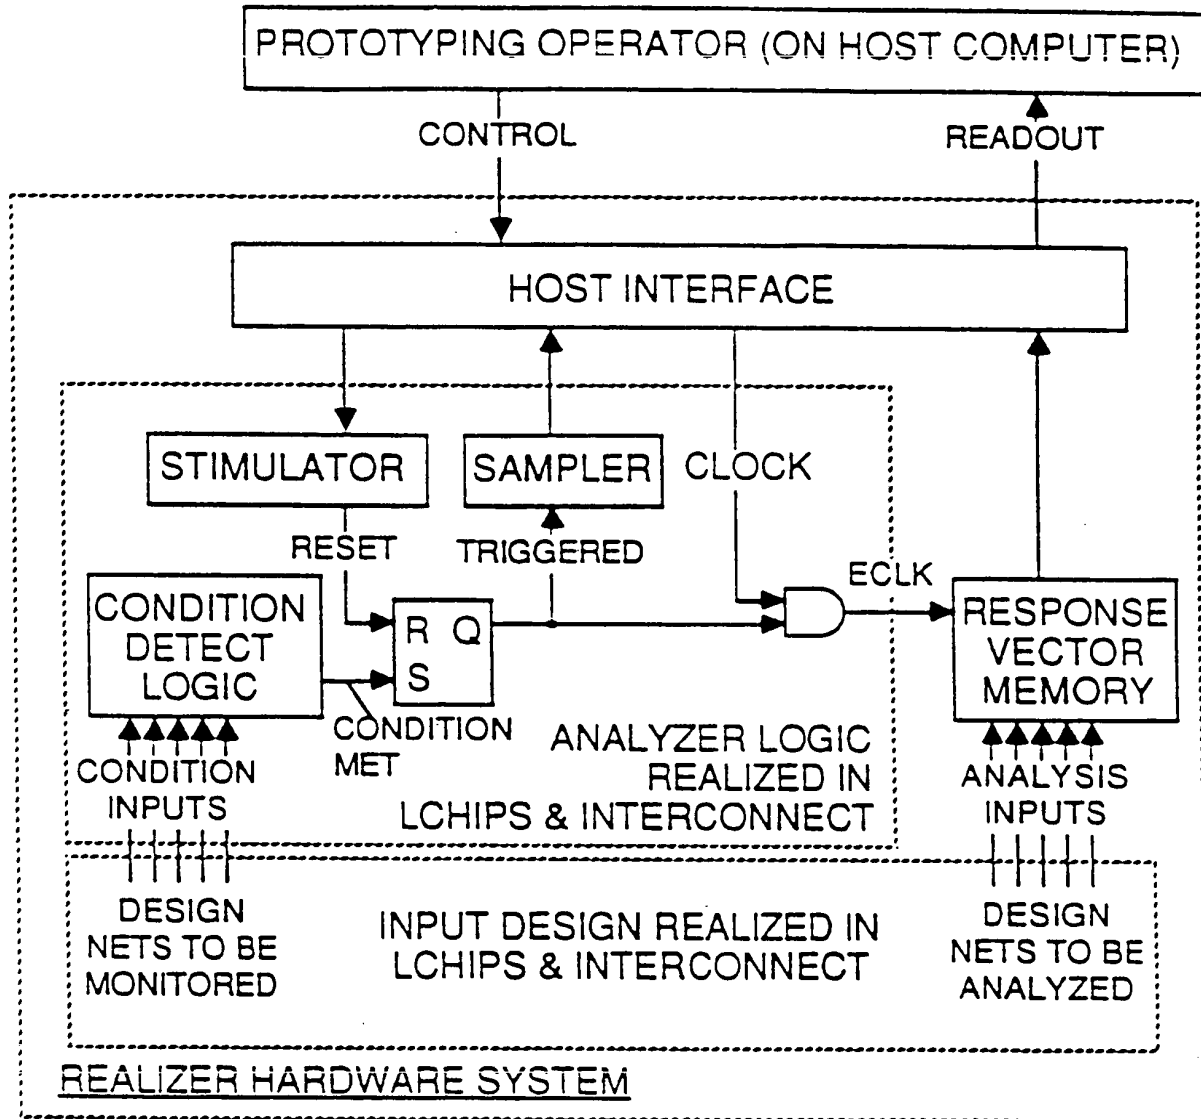 PROTOTYPING OPERATOR (ON HOST COMPUTER)
CONTROL
READOUT
HOST INTERFACE
STIMULATOR
SAMPLER
CLOCK
RESET
TRIGGERED
ECLK
CONDITION
DETECT
LOGIC
R Q
S
RESPONSE
VECTOR
MEMORY
CONDITION
MET
ANALYZER LOGIC
REALIZED IN
LCHIPS & INTERCONNECT
CONDITION
INPUTS
ANALYSIS
INPUTS
DESIGN
NETS TO BE
MONITORED
INPUT DESIGN REALIZED IN
LCHIPS & INTERCONNECT
DESIGN
NETS TO BE
ANALYZED
REALIZER HARDWARE SYSTEM